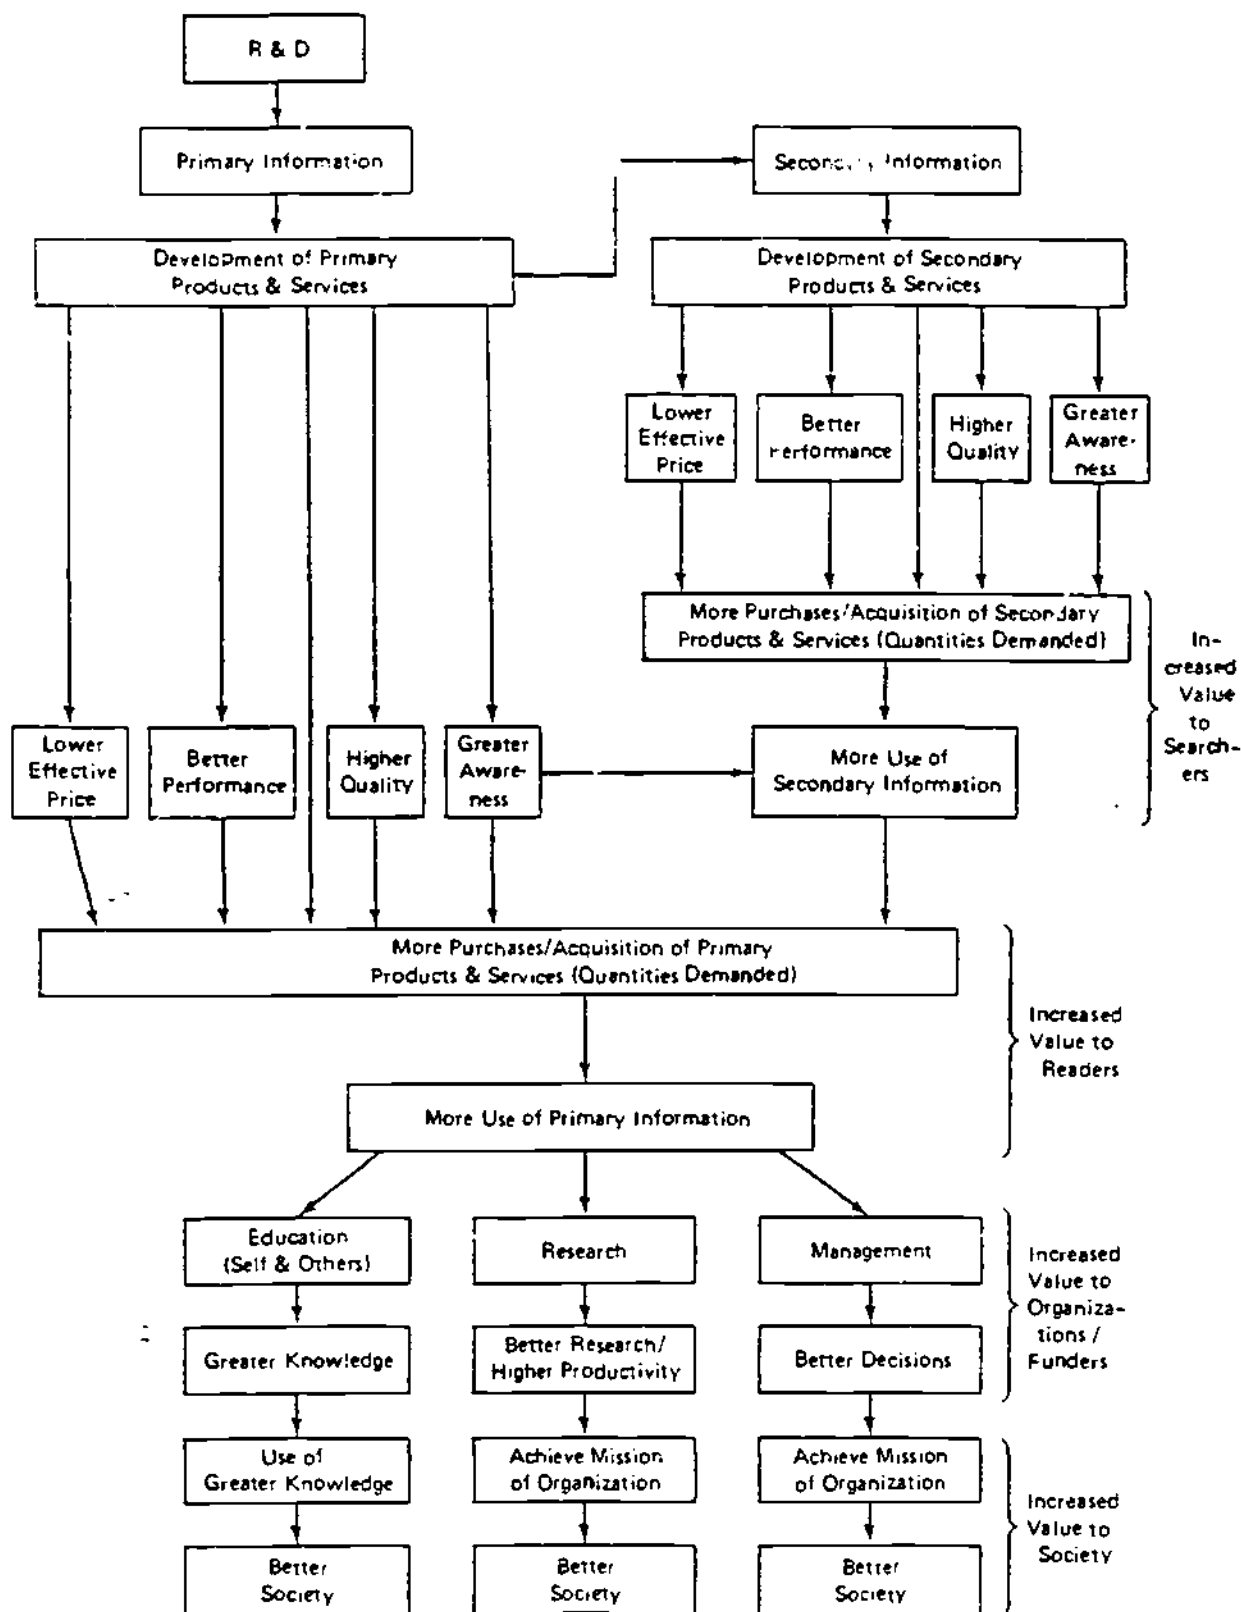 R & D
Primary Information
Secondary Information
Development of Primary
Products & Services
Development of Secondary
Products & Services
Lower
Effective
Price
Better
Performance
Higher
Quality
Greater
Aware-
ness
More Purchases/Acquisition of Secondary
Products & Services (Quantities Demanded)
In-
creased
Value
to
Search-
ers
Lower
Effective
Price
Better
Performance
Higher
Quality
Greater
Aware-
ness
More Use of
Secondary Information
More Purchases/Acquisition of Primary
Products & Services (Quantities Demanded)
Increased
Value to
Readers
More Use of Primary Information
Education
(Self & Others)
Research
Management
Increased
Value to
Organiza-
tions /
Funders
Greater Knowledge
Better Research/
Higher Productivity
Better Decisions
Use of
Greater Knowledge
Achieve Mission
of Organization
Achieve Mission
of Organization
Increased
Value to
Society
Better
Society
Better
Society
Better
Society